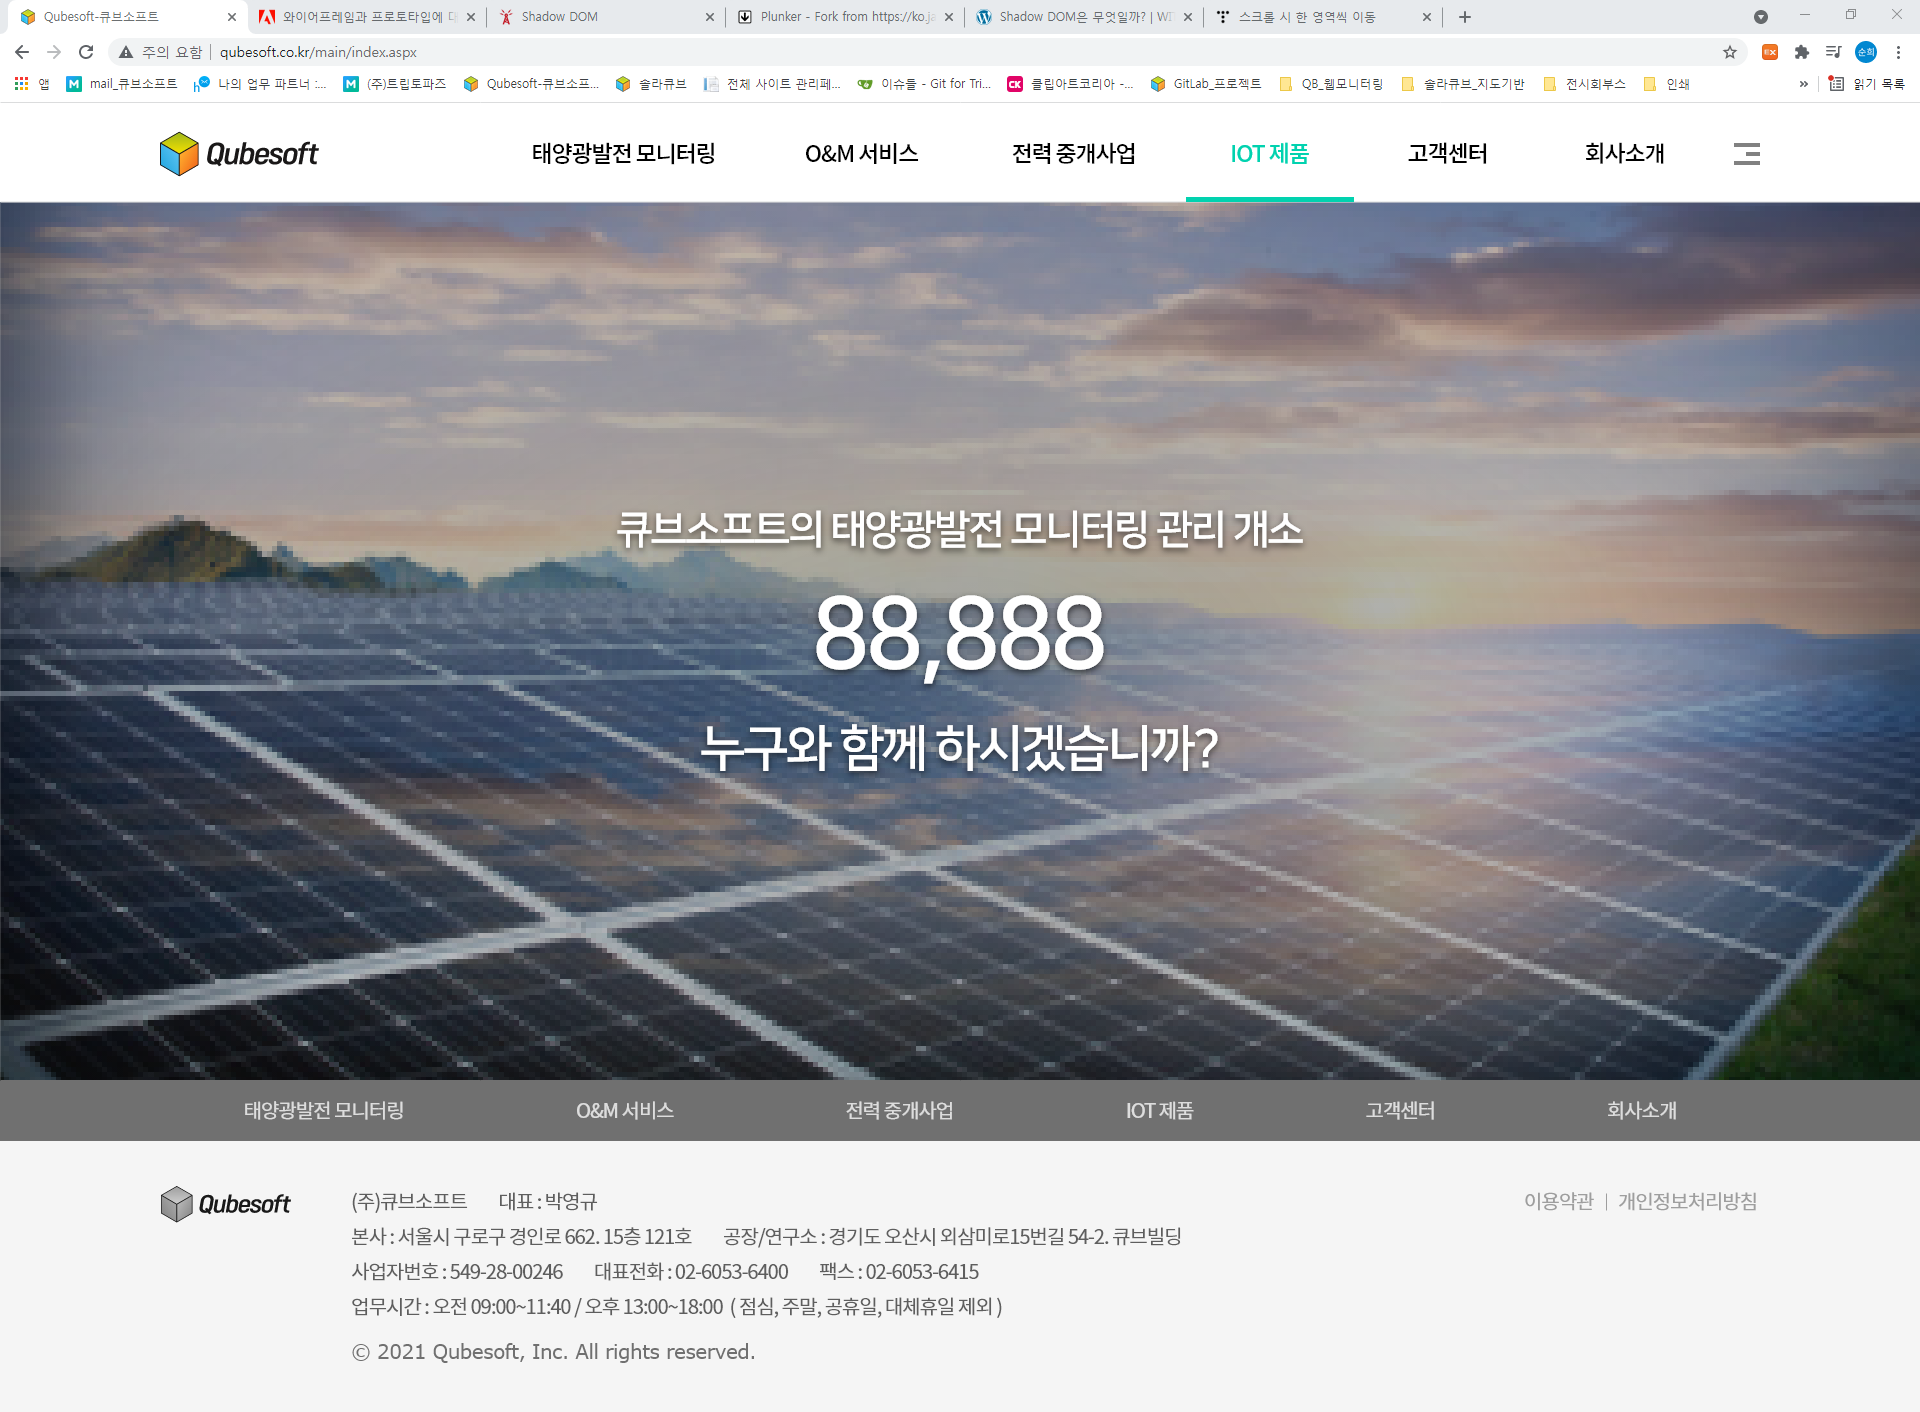 Qubesoft-큐브소프트
와이어프레임과 프로토타입에 대
Shadow DOM
Plunker - Fork from https://ko.ja
Shadow DOM은 무엇일까? | WI
스크롤 시 한 영역씩 이동
주의 요함 | qubesoft.co.kr/main/index.aspx
EX
순희
앱
mail_큐브소프트
나의 업무 파트너 :...
(주)트립토파즈
Qubesoft-큐브소프...
솔라큐브
전체 사이트 관리페...
이슈들 - Git for Tri...
CK
클립아트코리아 -...
GitLab_프로젝트
QB_웹모니터링
솔라큐브_지도기반
전시회부스
인쇄
»
읽기 목록
Qubesoft
태양광발전 모니터링
O&M 서비스
전력 중개사업
IOT 제품
고객센터
회사소개
큐브소프트의 태양광발전 모니터링 관리 개소
88,888
누구와 함께 하시겠습니까?
태양광발전 모니터링
O&M 서비스
전력 중개사업
IOT 제품
고객센터
회사소개
Qubesoft
(주)큐브소프트 대표 : 박영규
이용약관 | 개인정보처리방침
본사 : 서울시 구로구 경인로 662. 15층 121호 공장/연구소 : 경기도 오산시 외삼미로15번길 54-2. 큐브빌딩
사업자번호 : 549-28-00246 대표전화 : 02-6053-6400 팩스 : 02-6053-6415
업무시간 : 오전 09:00~11:40 / 오후 13:00~18:00 ( 점심, 주말, 공휴일, 대체휴일 제외 )
© 2021 Qubesoft, Inc. All rights reserved.